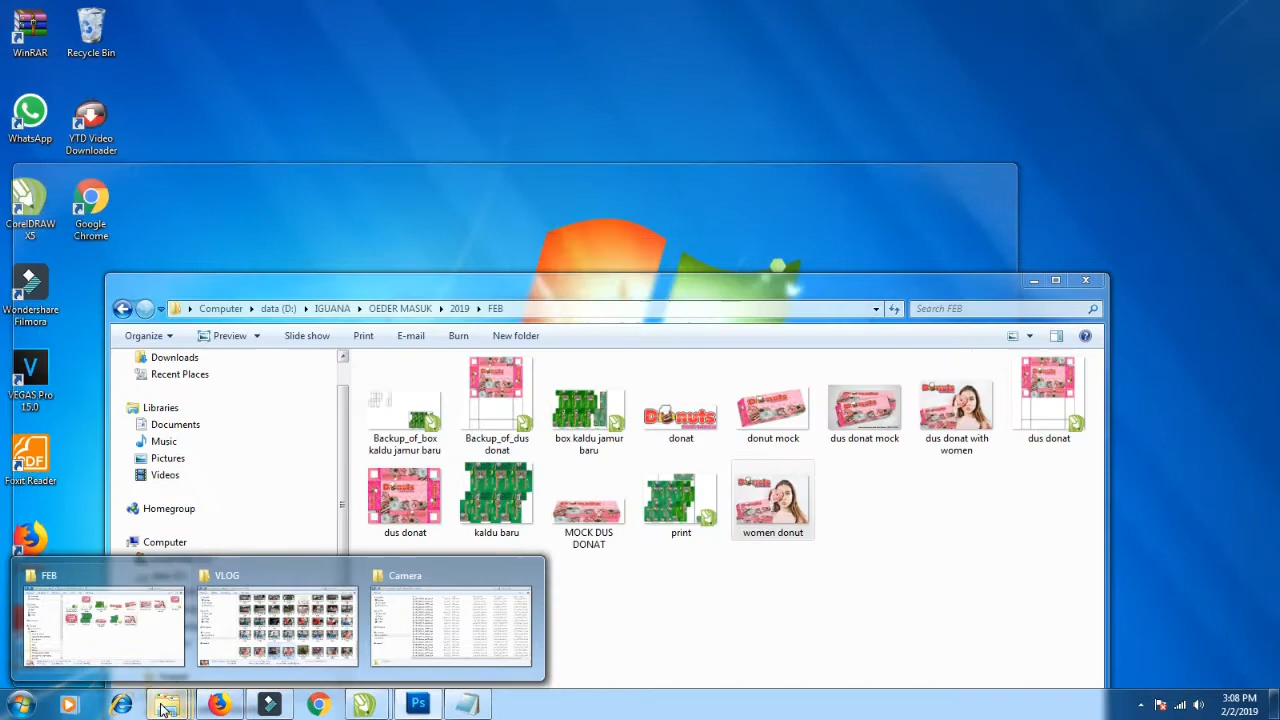 WinRAR
Recycle Bin
WhatsApp
YTD Video
Downloader
CorelDRAW
X5
Google
Chrome
Wondershare
Filmora
VEGAS Pro
15.0
PDF
Foxit Reader
Computer
data (D:)
IGUANA
OEDER MASUK
2019
FEB
Search FEB
Organize
Preview
Slide show
Print
E-mail
Burn
New folder
Downloads
Recent Places
Libraries
Documents
Music
Pictures
Videos
Homegroup
Computer
Donuts
Backup_of_box
kaldu jamur baru
Backup_of_dus
donat
box kaldu jamur
baru
donat
donut mock
dus donat mock
dus donat with
women
dus donat
Donuts
dus donat
kaldu baru
MOCK DUS
DONAT
print
women donut
FEB
VLOG
Camera
Ps
3:08 PM
2/2/2019